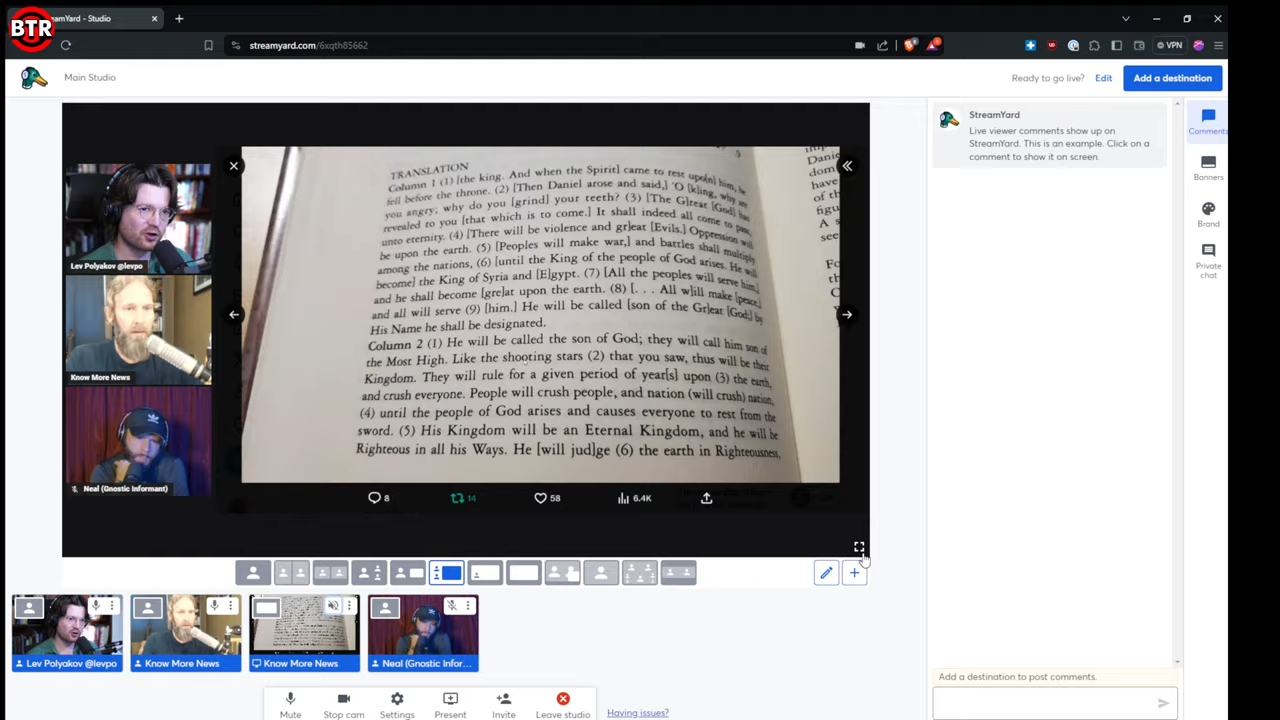 BTR
eamYard - Studio
streamyard.com/6xqth85662
VPN
Main Studio
Ready to go live?
Edit
Add a destination
StreamYard
Live viewer comments show up on
StreamYard. This is an example. Click on a
comment to show it on screen.
Comments
Banners
Brand
Private
chat
TRANSLATION
Column 1 (1) [the king. And when the Spirit] came to rest upo[n] him, he
fell before the throne. (2) [Then Daniel arose and said,] 'O [k]ing, why are
you angry; why do you [grind] your teeth? (3) [The G]reat [God] has
revealed to you [that which is to come.] It shall indeed all come to pass,
unto eternity. (4) [There will be violence and gr]eat [Evils.] Oppression will
be upon the earth. (5) [Peoples will make war,] and battles shall multiply
among the nations, (6) [until the King of the people of God arises. He will
become] the King of Syria and [E]gypt. (7) [All the peoples will serve him,]
and he shall become [gre]at upon the earth. (8) [. . . All w]ill make [peace,]
and all will serve (9) [him.] He will be called [son of the Gr]eat [God;] by
His Name he shall be designated.
Column 2 (1) He will be called the son of God; they will call him son of
the Most High. Like the shooting stars (2) that you saw, thus will be their
Kingdom. They will rule for a given period of year[s] upon (3) the earth,
and crush everyone. People will crush people, and nation (will crush) nation,
(4) until the people of God arises and causes everyone to rest from the
sword. (5) His Kingdom will be an Eternal Kingdom, and he will be
Righteous in all his Ways. He [will jud]ge (6) the earth in Righteousness,
Danie
dom
have
of th
figu
A s
see
Fo
Lev Polyakov @levpo
Know More News
Neal (Gnostic Informant)
8
14
58
6.4K
Lev Polyakov @levpo
Know More News
Know More News
Neal (Gnostic Infor...
Add a destination to post comments.
Mute
Stop cam
Settings
Present
Invite
Leave studio
Having issues?